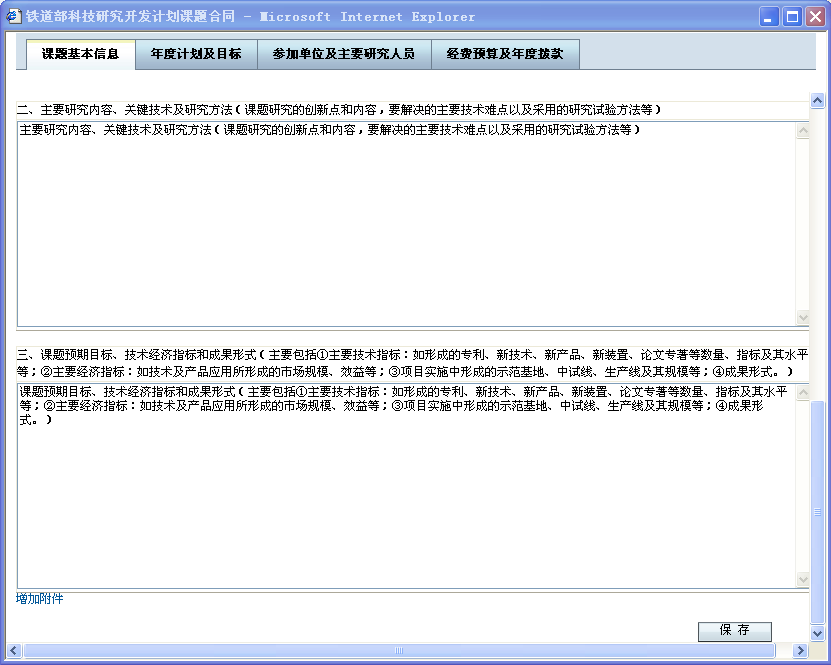 铁道部科技研究开发计划课题合同 - Microsoft Internet Explorer
课题基本信息 年度计划及目标 参加单位及主要研究人员 经费预算及年度拨款
二、主要研究内容、关键技术及研究方法(课题研究的创新点和内容,要解决的主要技术难点以及采用的研究试验方法等)
主要研究内容、关键技术及研究方法(课题研究的创新点和内容,要解决的主要技术难点以及采用的研究试验方法等)
三、课题预期目标、技术经济指标和成果形式(主要包括①主要技术指标:如形成的专利、新技术、新产品、新装置、论文专著等数量、指标及其水平
等;②主要经济指标:如技术及产品应用所形成的市场规模、效益等;③项目实施中形成的示范基地、中试线、生产线及其规模等;④成果形式。)
课题预期目标、技术经济指标和成果形式(主要包括①主要技术指标:如形成的专利、新技术、新产品、新装置、论文专著等数量、指标及其水平
等;②主要经济指标:如技术及产品应用所形成的市场规模、效益等;③项目实施中形成的示范基地、中试线、生产线及其规模等;④成果形
式。)
增加附件
保 存